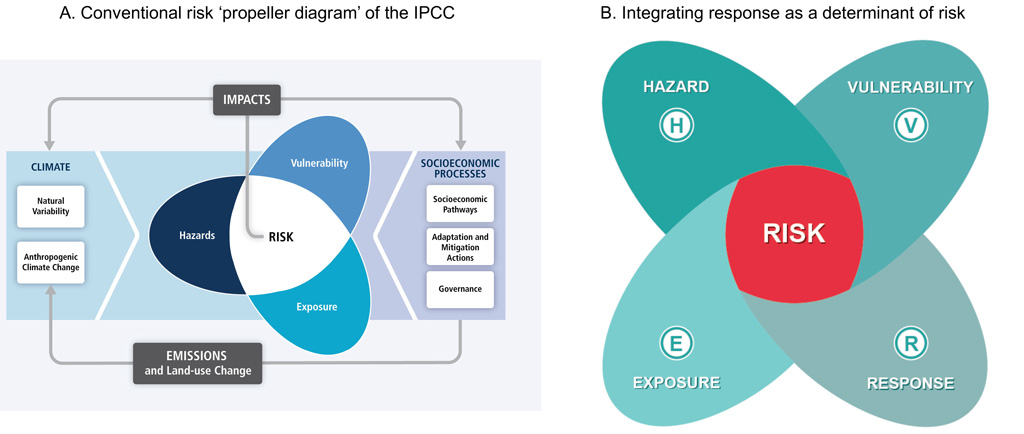 A. Conventional risk ‘propeller diagram’ of the IPCC
IMPACTS
CLIMATE
Natural
Variability
Anthropogenic
Climate Change
Vulnerability
Hazards
RISK
Exposure
SOCIOECONOMIC
PROCESSES
Socioeconomic
Pathways
Adaptation and
Mitigation
Actions
Governance
EMISSIONS
and Land-use Change
B. Integrating response as a determinant of risk
HAZARD
H
VULNERABILITY
V
RISK
E
EXPOSURE
R
RESPONSE